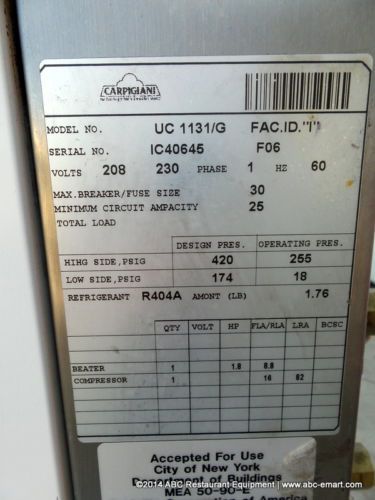 CARPIGIANI
MODEL NO. UC 1131/G FAC.ID."I"
SERIAL NO. IC40645 F06
VOLTS 208 230 PHASE 1 HZ 60
MAX.BREAKER/FUSE SIZE 30
MINIMUM CIRCUIT AMPACITY 25
TOTAL LOAD
DESIGN PRES. OPERATING PRES.
HIHG SIDE,PSIG 420 255
LOW SIDE,PSIG 174 18
REFRIGERANT R404A AMONT (LB) 1.76
QTY VOLT HP FLA/RLA LRA BCSC
BEATER 1 1.8 8.8
COMPRESSOR 1 16 82
Accepted For Use
City of New York
Department of Buildings
MEA 50-90-E
©2014 ABC Restaurant Equipment | www.abc-emart.com